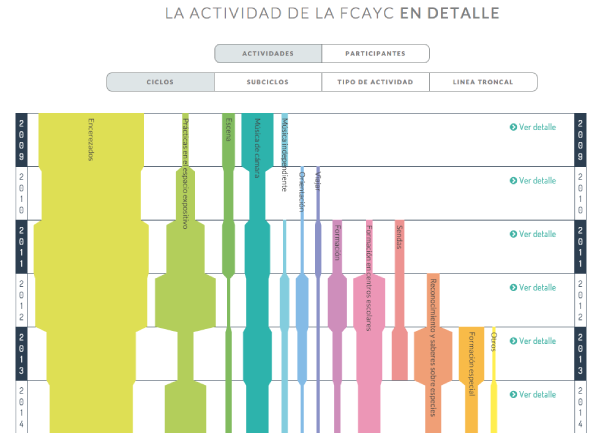 LA ACTIVIDAD DE LA FCAYC EN DETALLE
ACTIVIDADES
PARTICIPANTES
CICLOS
SUBCICLOS
TIPO DE ACTIVIDAD
LINEA TRONCAL
2009
Encerezados
Prácticas en el espacio expositivo
Escena
Música de cámara
Música independiente
Ver detalle
2009
2010
Orientación
Viajar
Ver detalle
2010
2011
Formación
Formación en centros escolares
Sendas
Ver detalle
2011
2012
Reconocimiento y saberes sobre especies
Ver detalle
2012
2013
Formación especial
Otros
Ver detalle
2013
2014
Ver detalle
2014